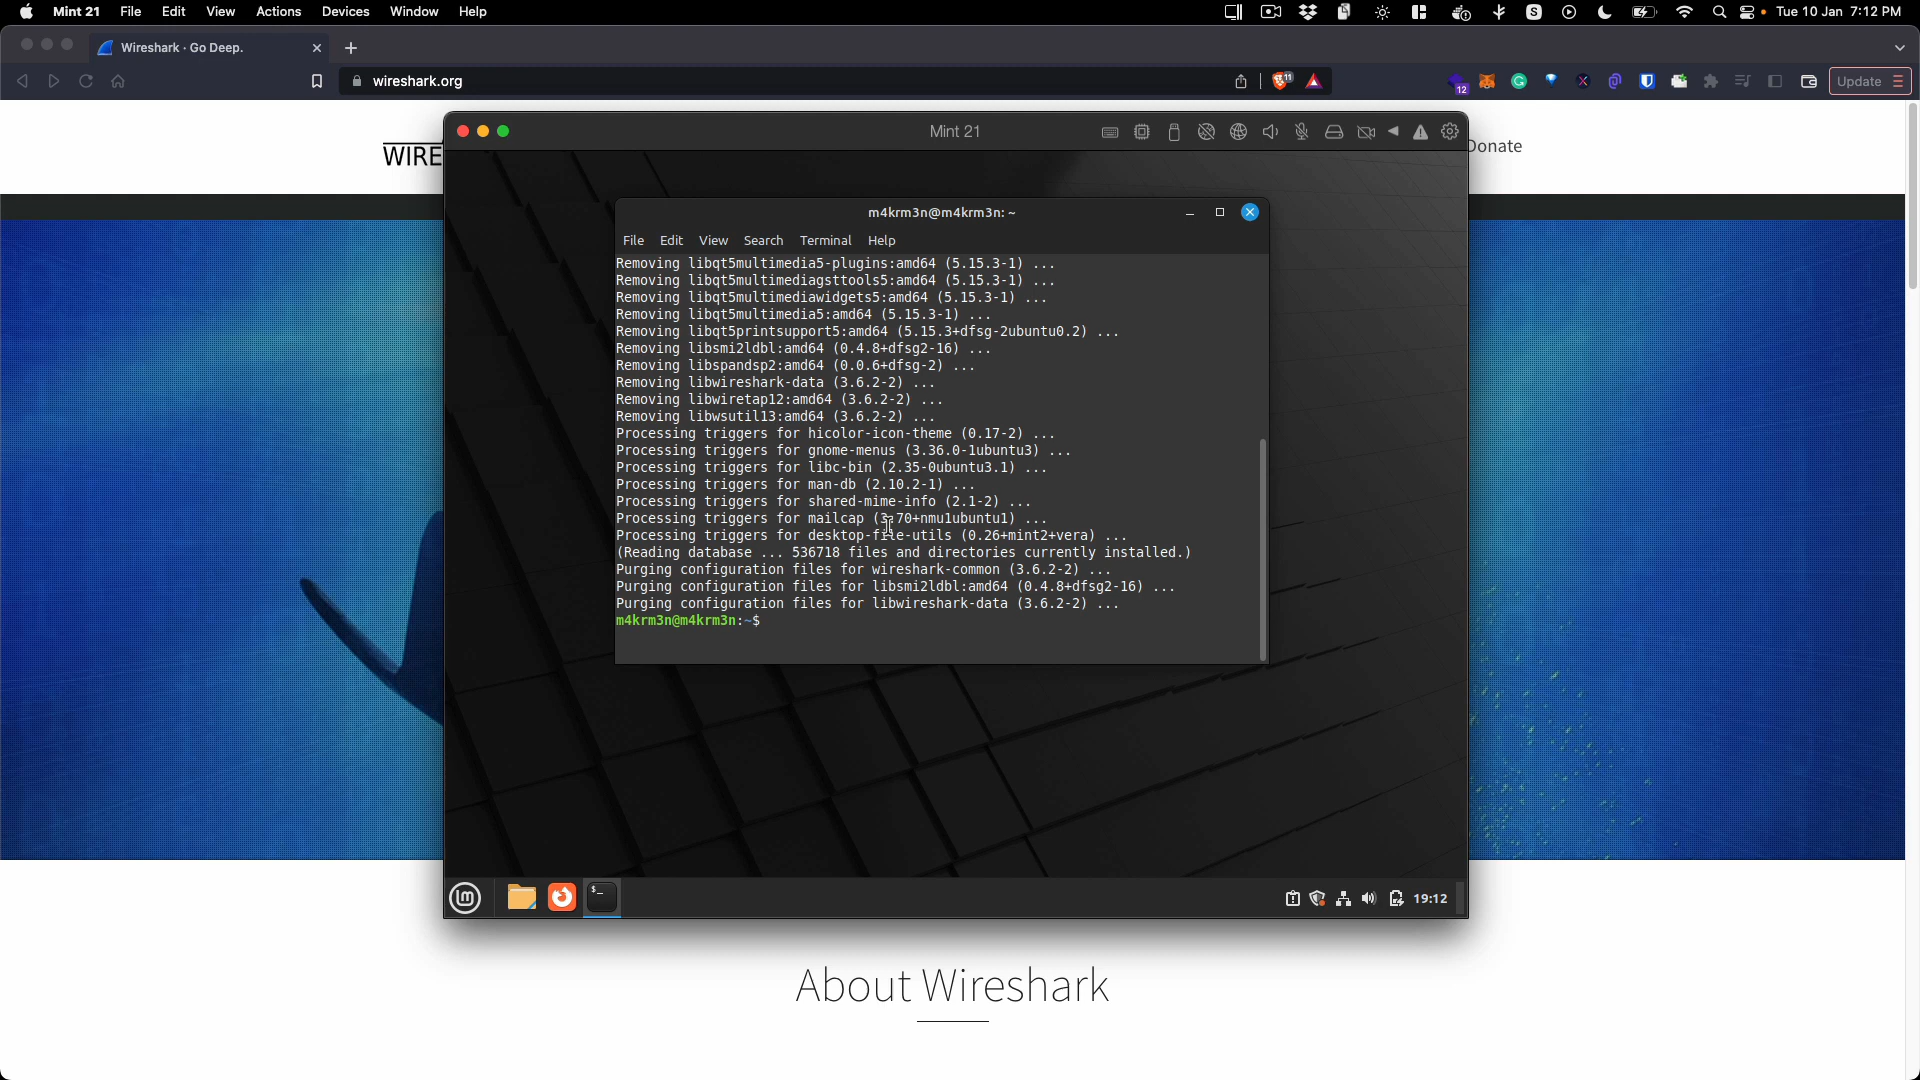 Mint 21 File Edit View Actions Devices Window Help Tue 10 Jan 7:12 PM
Wireshark · Go Deep.
wireshark.org
11
12
Update
WIRE
Donate
Mint 21
m4krm3n@m4krm3n: ~
File Edit View Search Terminal Help
Removing libqt5multimedia5-plugins:amd64 (5.15.3-1) ...
Removing libqt5multimediagsttools5:amd64 (5.15.3-1) ...
Removing libqt5multimediawidgets5:amd64 (5.15.3-1) ...
Removing libqt5multimedia5:amd64 (5.15.3-1) ...
Removing libqt5printsupport5:amd64 (5.15.3+dfsg-2ubuntu0.2) ...
Removing libsmi2ldbl:amd64 (0.4.8+dfsg2-16) ...
Removing libspandsp2:amd64 (0.0.6+dfsg-2) ...
Removing libwireshark-data (3.6.2-2) ...
Removing libwiretap12:amd64 (3.6.2-2) ...
Removing libwsutil13:amd64 (3.6.2-2) ...
Processing triggers for hicolor-icon-theme (0.17-2) ...
Processing triggers for gnome-menus (3.36.0-1ubuntu3) ...
Processing triggers for libc-bin (2.35-0ubuntu3.1) ...
Processing triggers for man-db (2.10.2-1) ...
Processing triggers for shared-mime-info (2.1-2) ...
Processing triggers for mailcap (3.70+nmu1ubuntu1) ...
Processing triggers for desktop-file-utils (0.26+mint2+vera) ...
(Reading database ... 536718 files and directories currently installed.)
Purging configuration files for wireshark-common (3.6.2-2) ...
Purging configuration files for libsmi2ldbl:amd64 (0.4.8+dfsg2-16) ...
Purging configuration files for libwireshark-data (3.6.2-2) ...
m4krm3n@m4krm3n:~$
19:12
About Wireshark